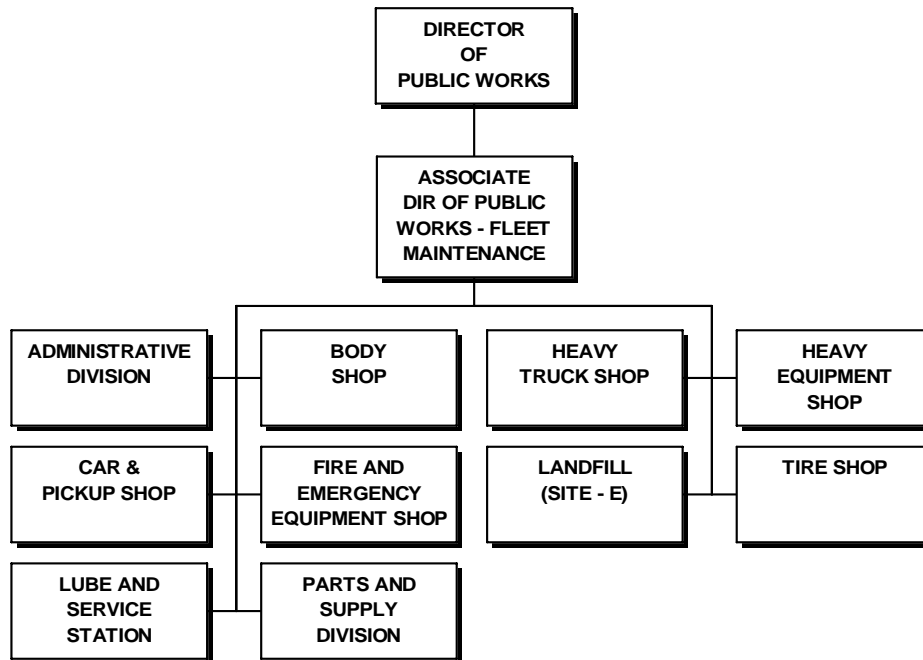 DIRECTOR
OF
PUBLIC WORKS
ASSOCIATE
DIR OF PUBLIC
WORKS - FLEET
MAINTENANCE
ADMINISTRATIVE
DIVISION
BODY
SHOP
HEAVY
TRUCK SHOP
HEAVY
EQUIPMENT
SHOP
CAR &
PICKUP SHOP
FIRE AND
EMERGENCY
EQUIPMENT SHOP
LANDFILL
(SITE - E)
TIRE SHOP
LUBE AND
SERVICE
STATION
PARTS AND
SUPPLY
DIVISION